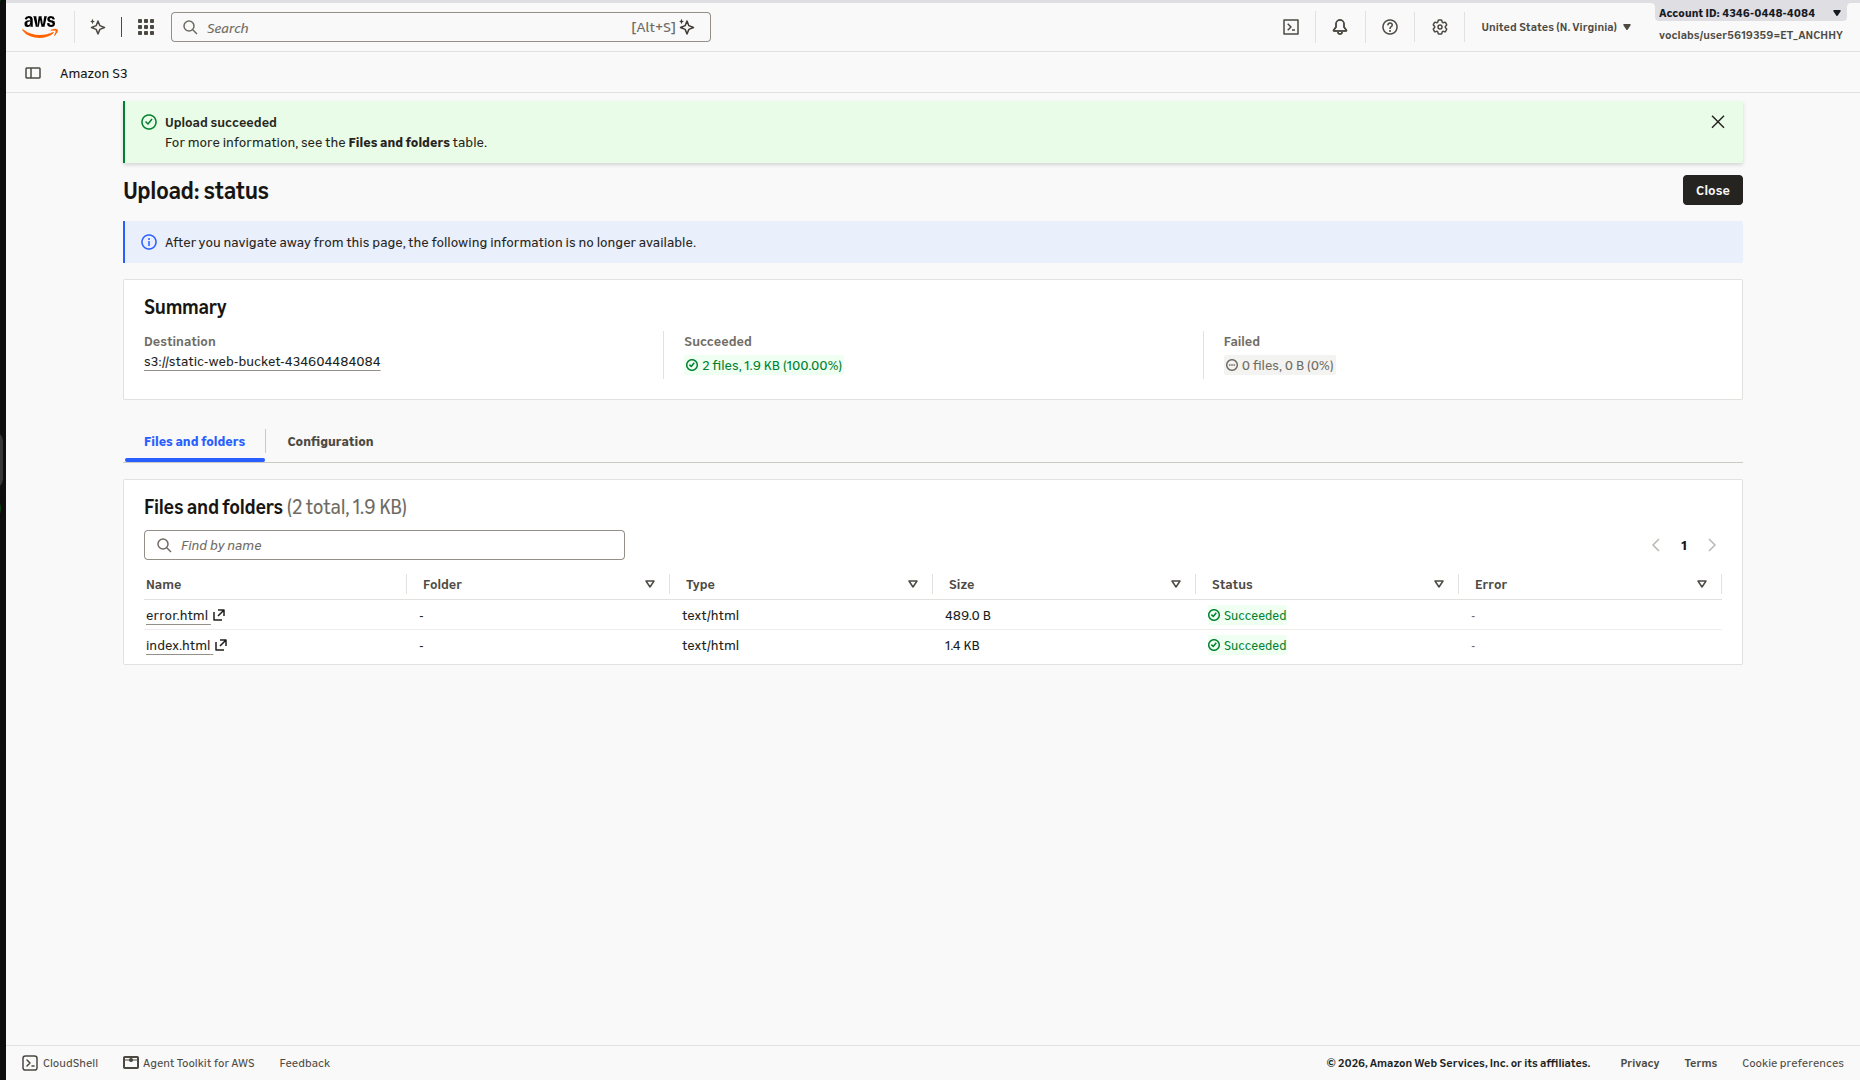 aws
Search [Alt+S]
United States (N. Virginia)
Account ID: 4346-0448-4084
voclabs/user5619359=ET_ANCHHY
Amazon S3
Upload succeeded
For more information, see the Files and folders table.
Upload: status
Close
After you navigate away from this page, the following information is no longer available.
Summary
Destination
s3://static-web-bucket-434604484084
Succeeded
2 files, 1.9 KB (100.00%)
Failed
0 files, 0 B (0%)
Files and folders Configuration
Files and folders (2 total, 1.9 KB)
Find by name
1
Name Folder Type Size Status Error
error.html - text/html 489.0 B Succeeded -
index.html - text/html 1.4 KB Succeeded -
CloudShell Agent Toolkit for AWS Feedback © 2026, Amazon Web Services, Inc. or its affiliates. Privacy Terms Cookie preferences